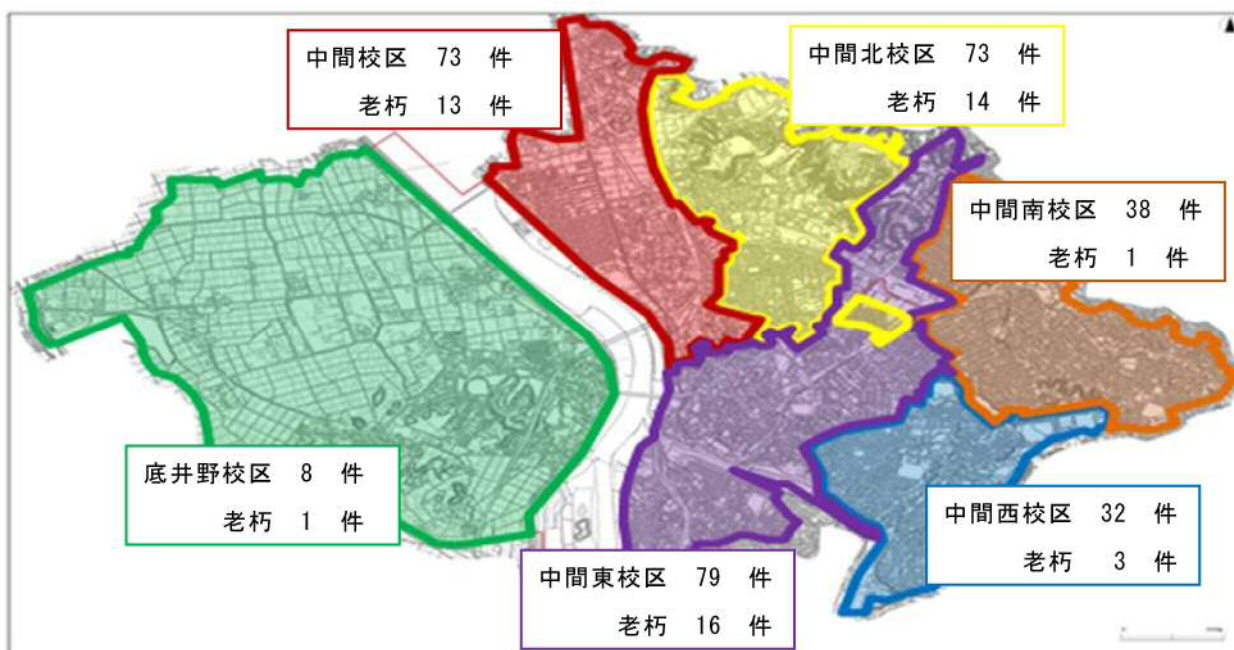 中間校区 73 件
老朽 13 件
中間北校区 73 件
老朽 14 件
中間南校区 38 件
老朽 1 件
底井野校区 8 件
老朽 1 件
中間西校区 32 件
老朽 3 件
中間東校区 79 件
老朽 16 件